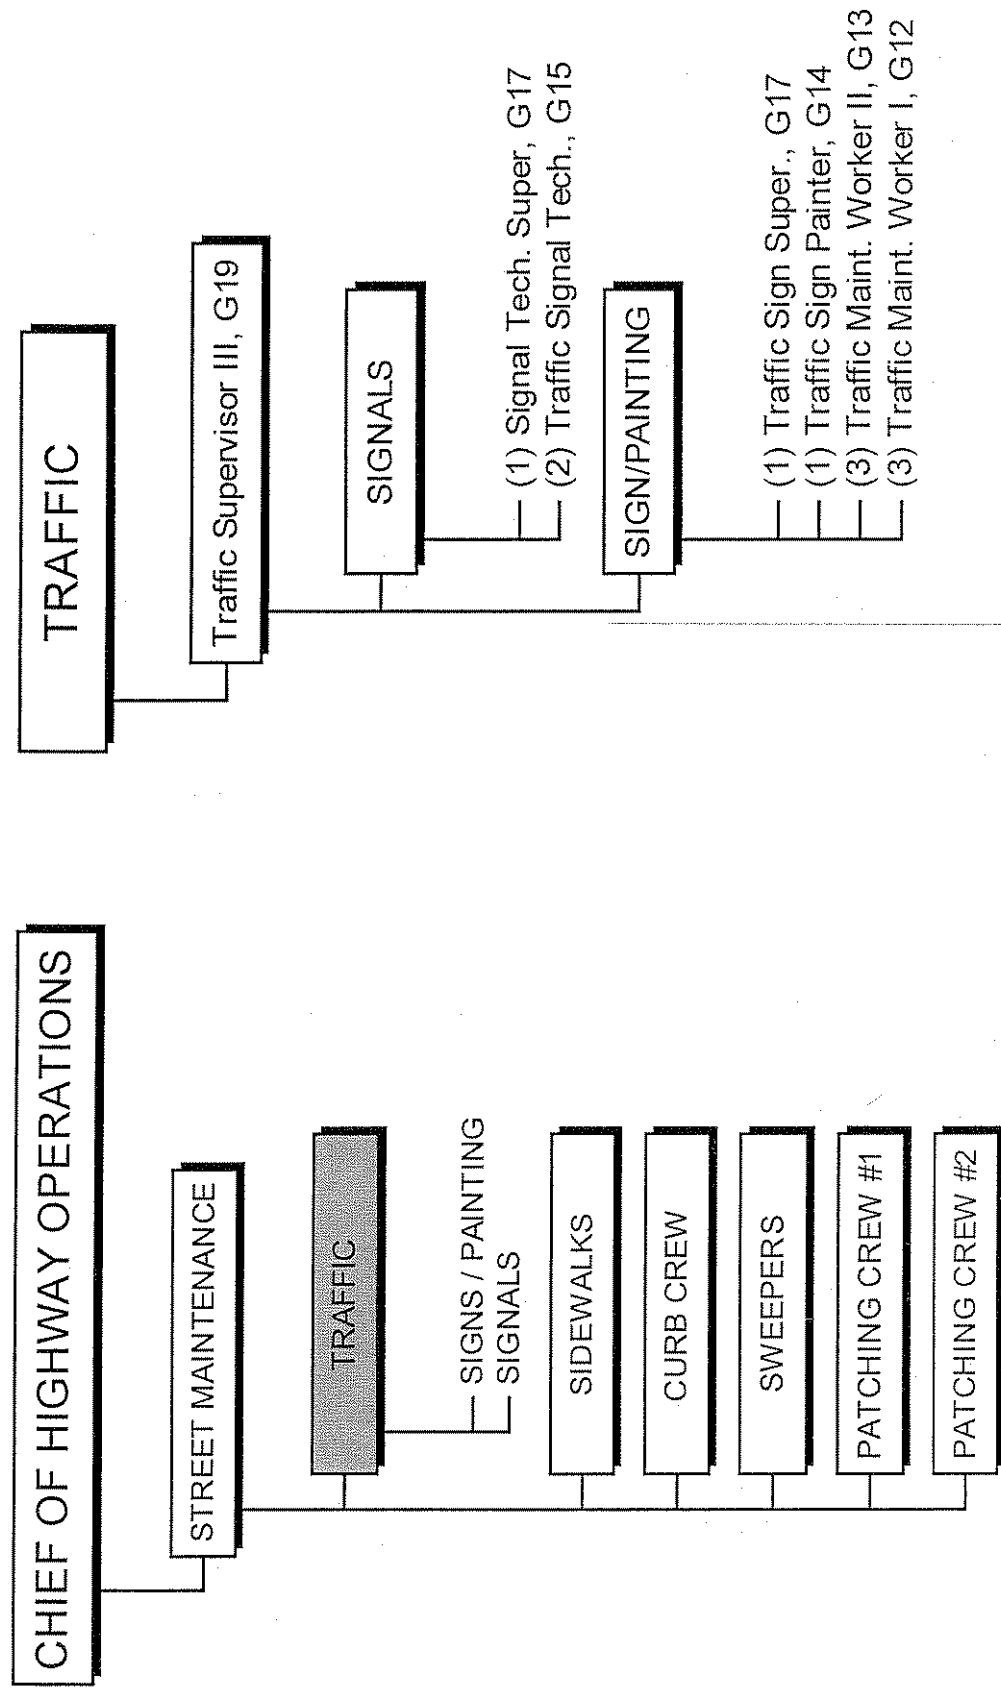 CHIEF OF HIGHWAY OPERATIONS
STREET MAINTENANCE
TRAFFIC
SIGNS / PAINTING
SIGNALS
SIDEWALKS
CURB CREW
SWEEPERS
PATCHING CREW #1
PATCHING CREW #2
TRAFFIC
Traffic Supervisor III, G19
SIGNALS
(1) Signal Tech. Super, G17
(2) Traffic Signal Tech., G15
SIGN/PAINTING
(1) Traffic Sign Super., G17
(1) Traffic Sign Painter, G14
(3) Traffic Maint. Worker II, G13
(3) Traffic Maint. Worker I, G12